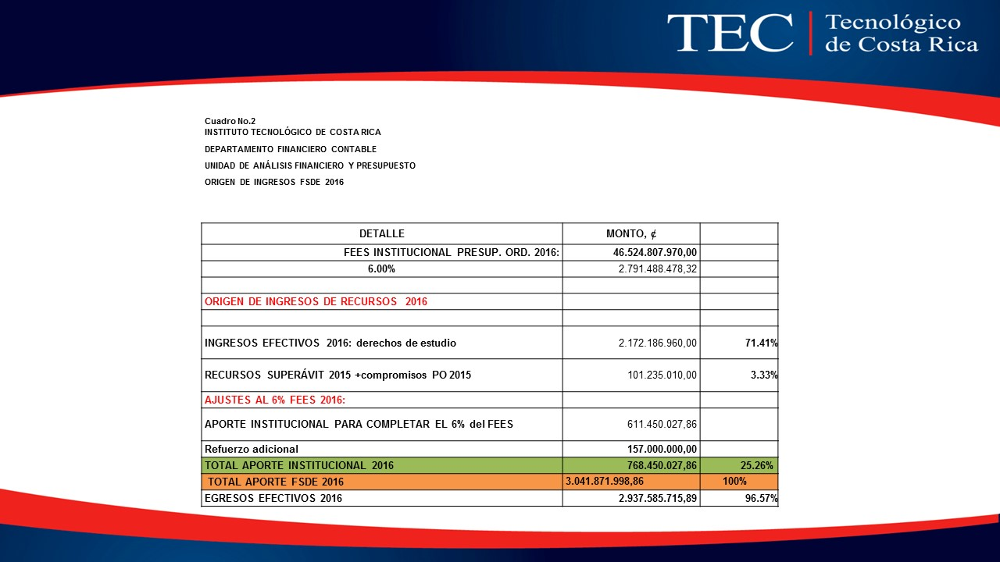 TEC
Tecnológico
de Costa Rica
Cuadro No.2
INSTITUTO TECNOLÓGICO DE COSTA RICA
DEPARTAMENTO FINANCIERO CONTABLE
UNIDAD DE ANÁLISIS FINANCIERO Y PRESUPUESTO
ORIGEN DE INGRESOS FSDE 2016
DETALLE MONTO, ¢
FEES INSTITUCIONAL PRESUP. ORD. 2016: 46.524.807.970,00
6.00% 2.791.488.478,32
ORIGEN DE INGRESOS DE RECURSOS 2016
INGRESOS EFECTIVOS 2016: derechos de estudio 2.172.186.960,00 71.41%
RECURSOS SUPERÁVIT 2015 +compromisos PO 2015 101.235.010,00 3.33%
AJUSTES AL 6% FEES 2016:
APORTE INSTITUCIONAL PARA COMPLETAR EL 6% del FEES 611.450.027,86
Refuerzo adicional 157.000.000,00
TOTAL APORTE INSTITUCIONAL 2016 768.450.027,86 25.26%
TOTAL APORTE FSDE 2016 3.041.871.998,86 100%
EGRESOS EFECTIVOS 2016 2.937.585.715,89 96.57%